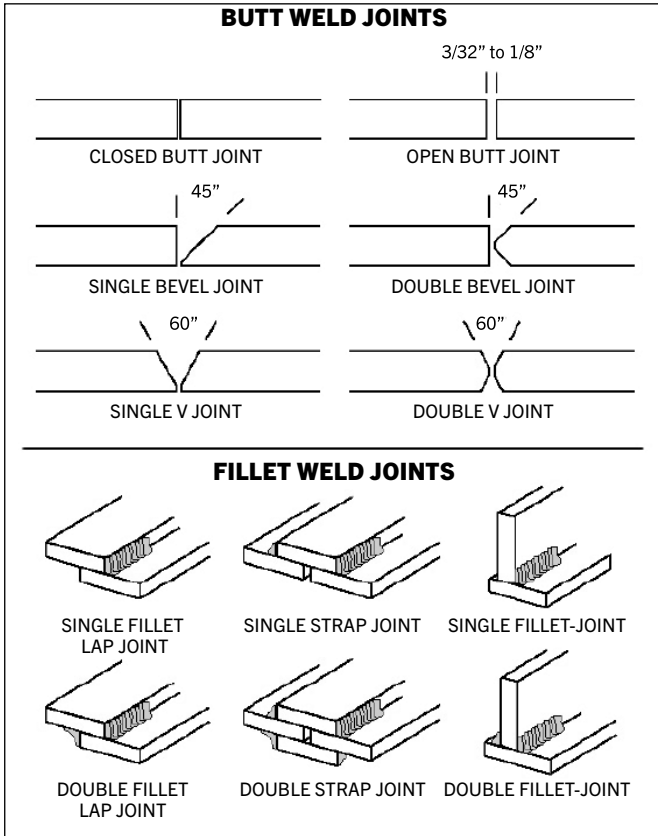 BUTT WELD JOINTS
3/32” to 1/8”
CLOSED BUTT JOINT
OPEN BUTT JOINT
45”
45”
SINGLE BEVEL JOINT
DOUBLE BEVEL JOINT
60”
60”
SINGLE V JOINT
DOUBLE V JOINT
FILLET WELD JOINTS
SINGLE FILLET
LAP JOINT
SINGLE STRAP JOINT
SINGLE FILLET-JOINT
DOUBLE FILLET
LAP JOINT
DOUBLE STRAP JOINT
DOUBLE FILLET-JOINT